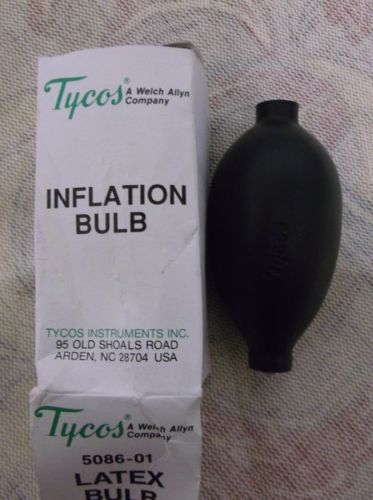 Tycos® A Welch Allyn
Company
INFLATION
BULB
TYCOS INSTRUMENTS INC.
95 OLD SHOALS ROAD
ARDEN, NC 28704 USA
Tycos® A Welch Allyn
Company
5086-01
LATEX
BULB
Tycos